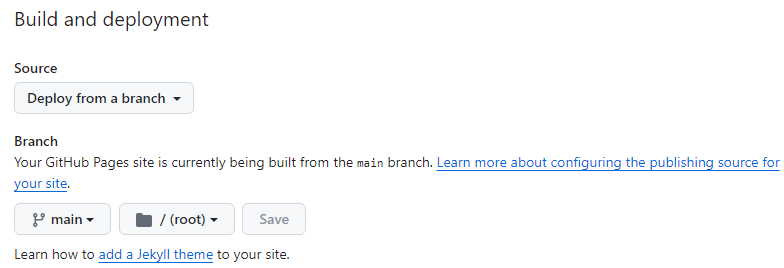 Build and deployment
Source
Deploy from a branch
Branch
Your GitHub Pages site is currently being built from the main branch. Learn more about configuring the publishing source for
your site.
main / (root) Save
Learn how to add a Jekyll theme to your site.